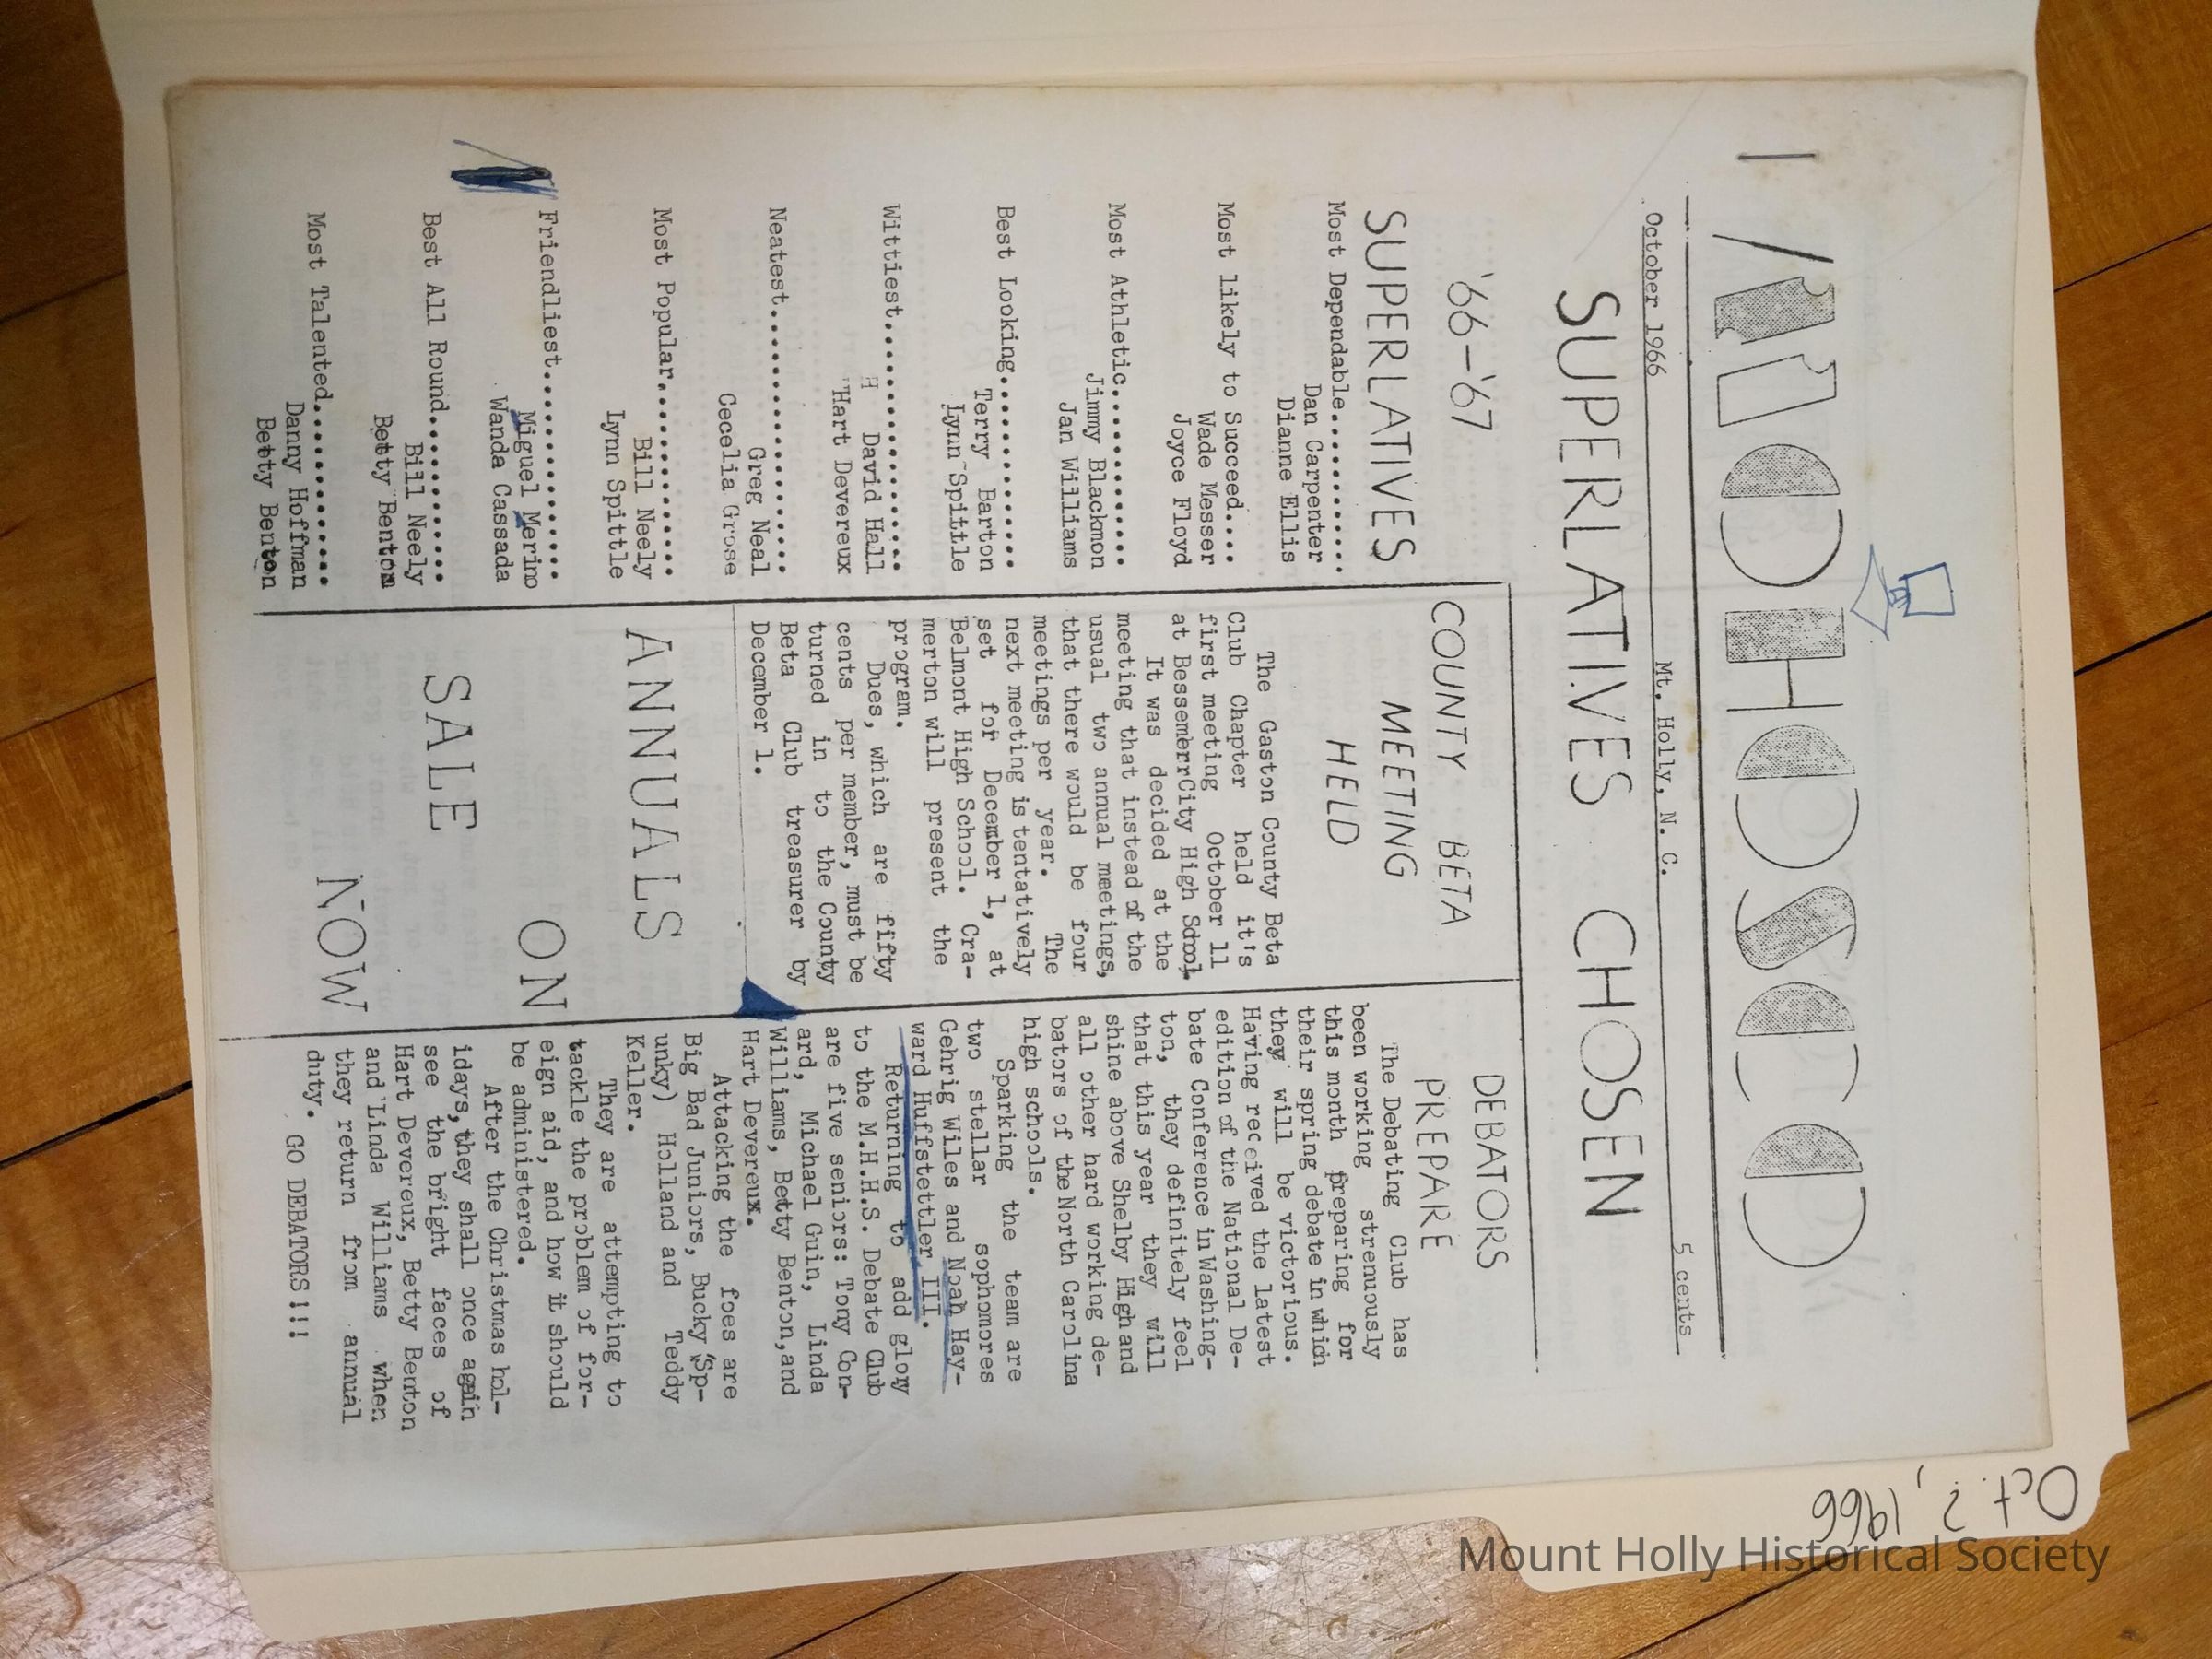 October 1966 Mt. Holly, N. C. 5 cents
SUPERLATIVES CHOSEN
'66-'67
SUPERLATIVES
Most Dependable...........
Dan Carpenter
Dianne Ellis
Most likely to Succeed....
Wade Messer
Joyce Floyd
Most Athletic.............
Jimmy Blackmon
Jan Williams
Best Looking..............
Terry Barton
Lynn Spittle
Wittiest..................
H David Hall
Hart Devereux
Neatest...................
Greg Neal
Cecelia Grose
Most Popular..............
Bill Neely
Lynn Spittle
Friendliest...............
Miguel Merino
Wanda Cassada
Best All Round............
Bill Neely
Betty Benton
Most Talented.............
Danny Hoffman
Betty Benton
COUNTY BETA
MEETING
HELD
The Gaston County Beta
Club Chapter held it's
first meeting October 11
at BessemerrCity High School.
It was decided at the
meeting that instead of the
usual two annual meetings,
that there would be four
meetings per year. The
next meeting is tentatively
set for December 1, at
Belmont High School. Cra-
merton will present the
program.
Dues, which are fifty
cents per member, must be
turned in to the County
Beta Club treasurer by
December 1.
ANNUALS
ON
SALE
NOW
DEBATORS
PREPARE
The Debating Club has
been working strenuously
this month preparing for
their spring debate in which
they will be victorious.
Having received the latest
edition of the National De-
bate Conference in Washing-
ton, they definitely feel
that this year they will
shine above Shelby High and
all other hard working de-
bators of the North Carolina
high schools.
Sparking the team are
two stellar sophomores
Gehrig Wiles and Noah Hay-
ward Huffstettler III.
Returning to add glory
to the M.H.H.S. Debate Club
are five seniors: Tony Con-
ard, Michael Guin, Linda
Williams, Betty Benton, and
Hart Devereux.
Attacking the foes are
Big Bad Juniors, Bucky 'Sp-
unky) Holland and Teddy
Keller.
They are attempting to
tackle the problem of for-
eign aid, and how it should
be administered.
After the Christmas hol-
idays, they shall once again
see the bright faces of
Hart Devereux, Betty Benton
and Linda Williams when
they return from annual
duty.
GO DEBATORS!!!
Oct. ?, 1966
Mount Holly Historical Society